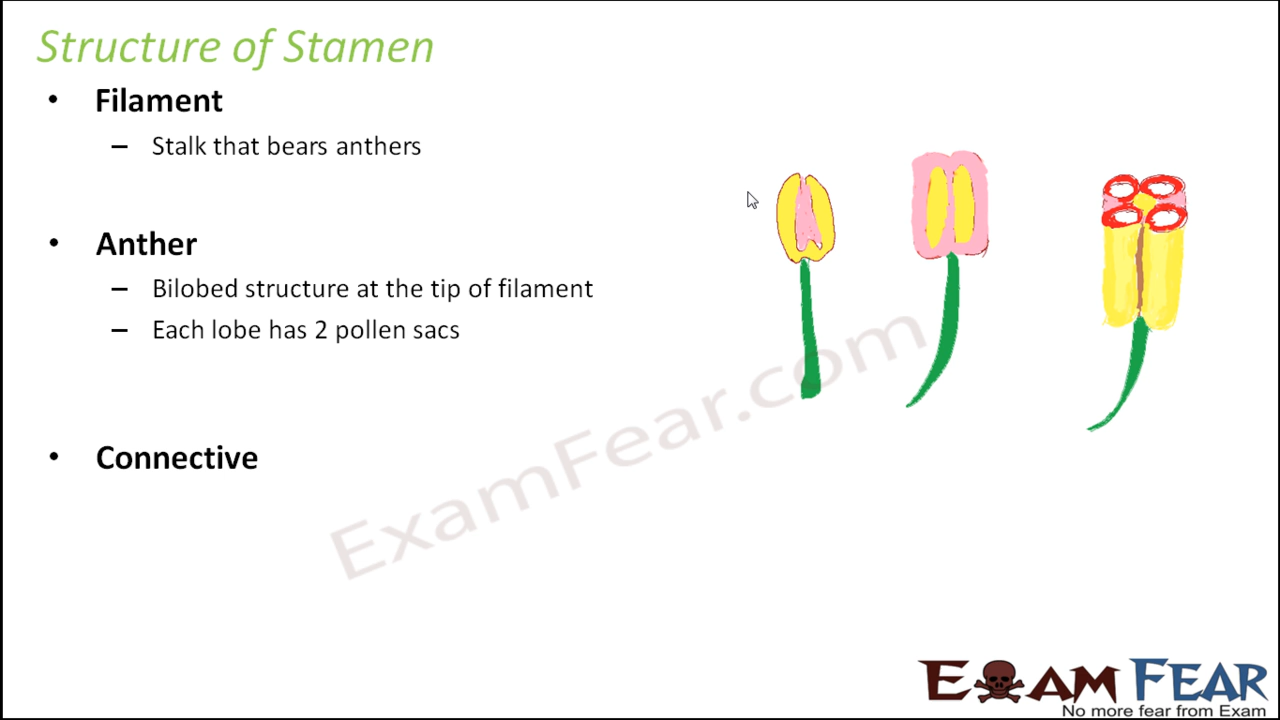 Structure of Stamen
• Filament
– Stalk that bears anthers
• Anther
– Bilobed structure at the tip of filament
– Each lobe has 2 pollen sacs
• Connective
ExamFear.com
EXAM FEAR
No more fear from Exam